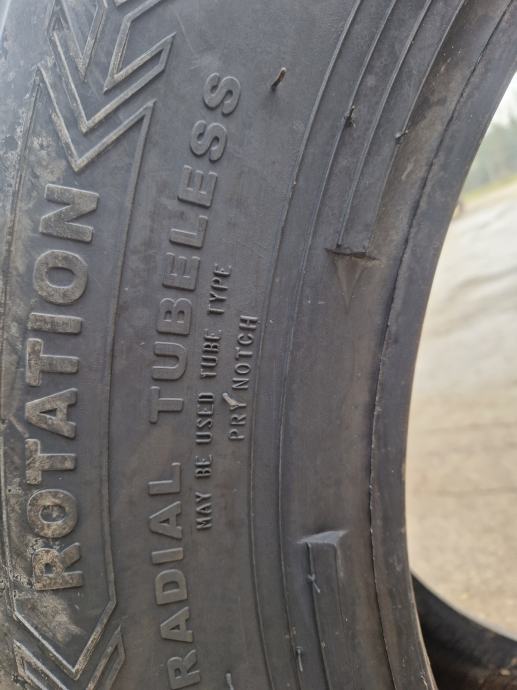 ROTATION
RADIAL TUBELESS
MAY BE USED TUBE TYPE
PRY NOTCH